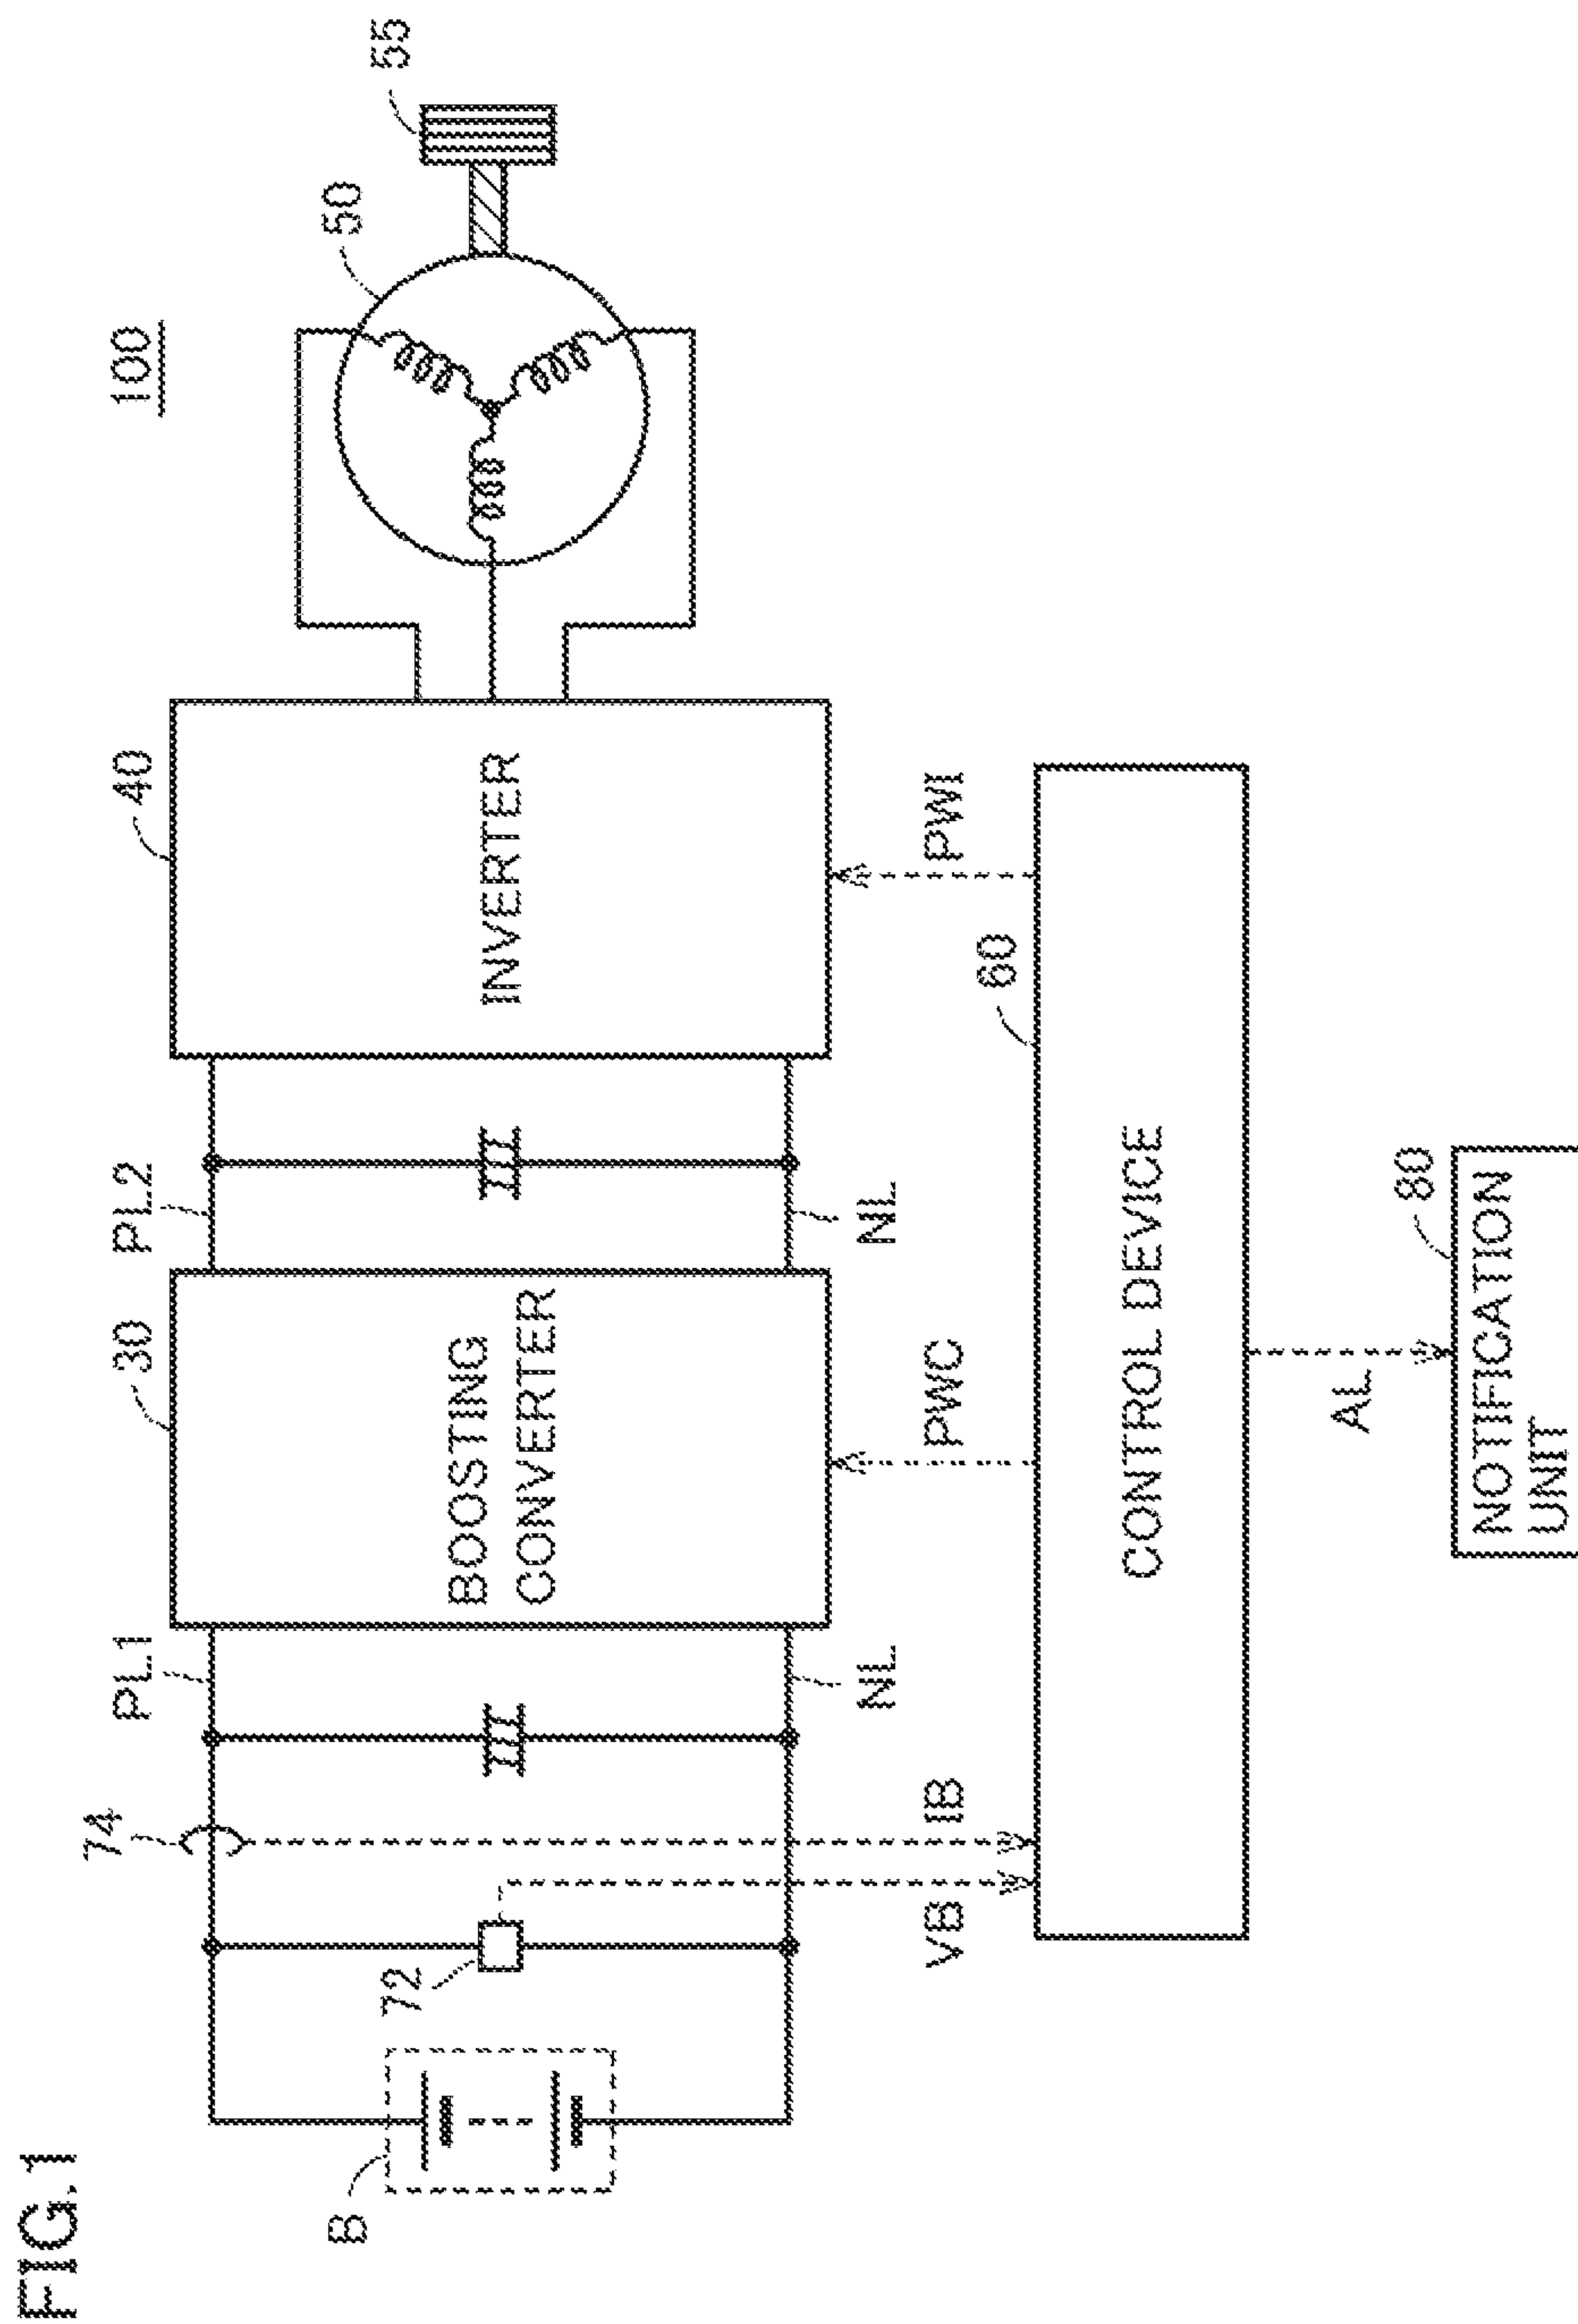 FIG.1
100
B
72
74
PL1
30
PL2
40
50
55
BOOSTING
CONVERTER
INVERTER
NL
NL
VB
IB
PWC
60
PWI
CONTROL DEVICE
AL
80
NOTIFICATION
UNIT